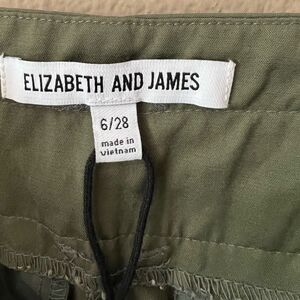 ELIZABETH AND JAMES
6/28
made in
vietnam